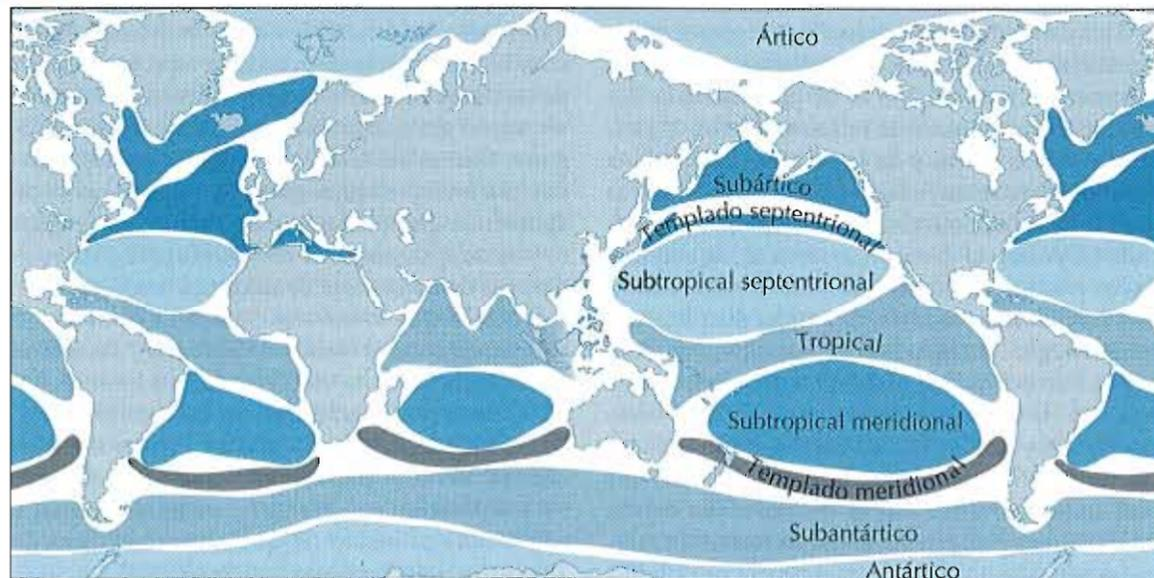 Ártico
Subártico
Templado septentrional
Subtropical septentrional
Tropical
Subtropical meridional
Templado meridional
Subantártico
Antártico